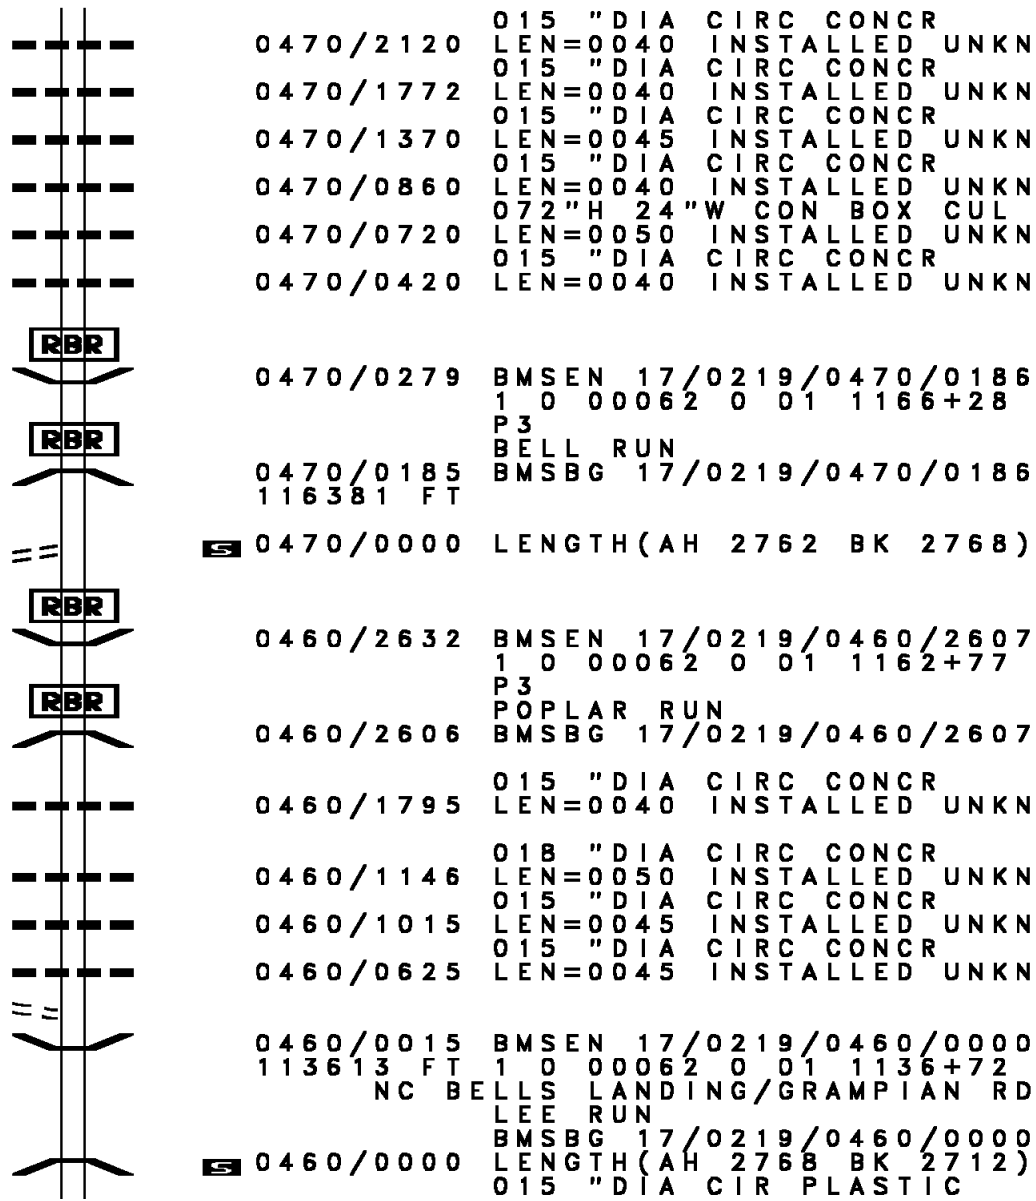 015 "DIA CIRC CONCR
0470/2120 LEN=0040 INSTALLED UNKN
015 "DIA CIRC CONCR
0470/1772 LEN=0040 INSTALLED UNKN
015 "DIA CIRC CONCR
0470/1370 LEN=0045 INSTALLED UNKN
015 "DIA CIRC CONCR
0470/0860 LEN=0040 INSTALLED UNKN
072"H 24"W CON BOX CUL
0470/0720 LEN=0050 INSTALLED UNKN
015 "DIA CIRC CONCR
0470/0420 LEN=0040 INSTALLED UNKN
RBR
0470/0279 BMSEN 17/0219/0470/0186
1 0 00062 0 01 1166+28
P3
RBR
BELL RUN
0470/0185 BMSBG 17/0219/0470/0186
116381 FT
S 0470/0000 LENGTH(AH 2762 BK 2768)
RBR
0460/2632 BMSEN 17/0219/0460/2607
1 0 00062 0 01 1162+77
P3
RBR
POPLAR RUN
0460/2606 BMSBG 17/0219/0460/2607
015 "DIA CIRC CONCR
0460/1795 LEN=0040 INSTALLED UNKN
018 "DIA CIRC CONCR
0460/1146 LEN=0050 INSTALLED UNKN
015 "DIA CIRC CONCR
0460/1015 LEN=0045 INSTALLED UNKN
015 "DIA CIRC CONCR
0460/0625 LEN=0045 INSTALLED UNKN
0460/0015 BMSEN 17/0219/0460/0000
113613 FT 1 0 00062 0 01 1136+72
NC BELLS LANDING/GRAMPIAN RD
LEE RUN
BMSBG 17/0219/0460/0000
S 0460/0000 LENGTH(AH 2768 BK 2712)
015 "DIA CIR PLASTIC